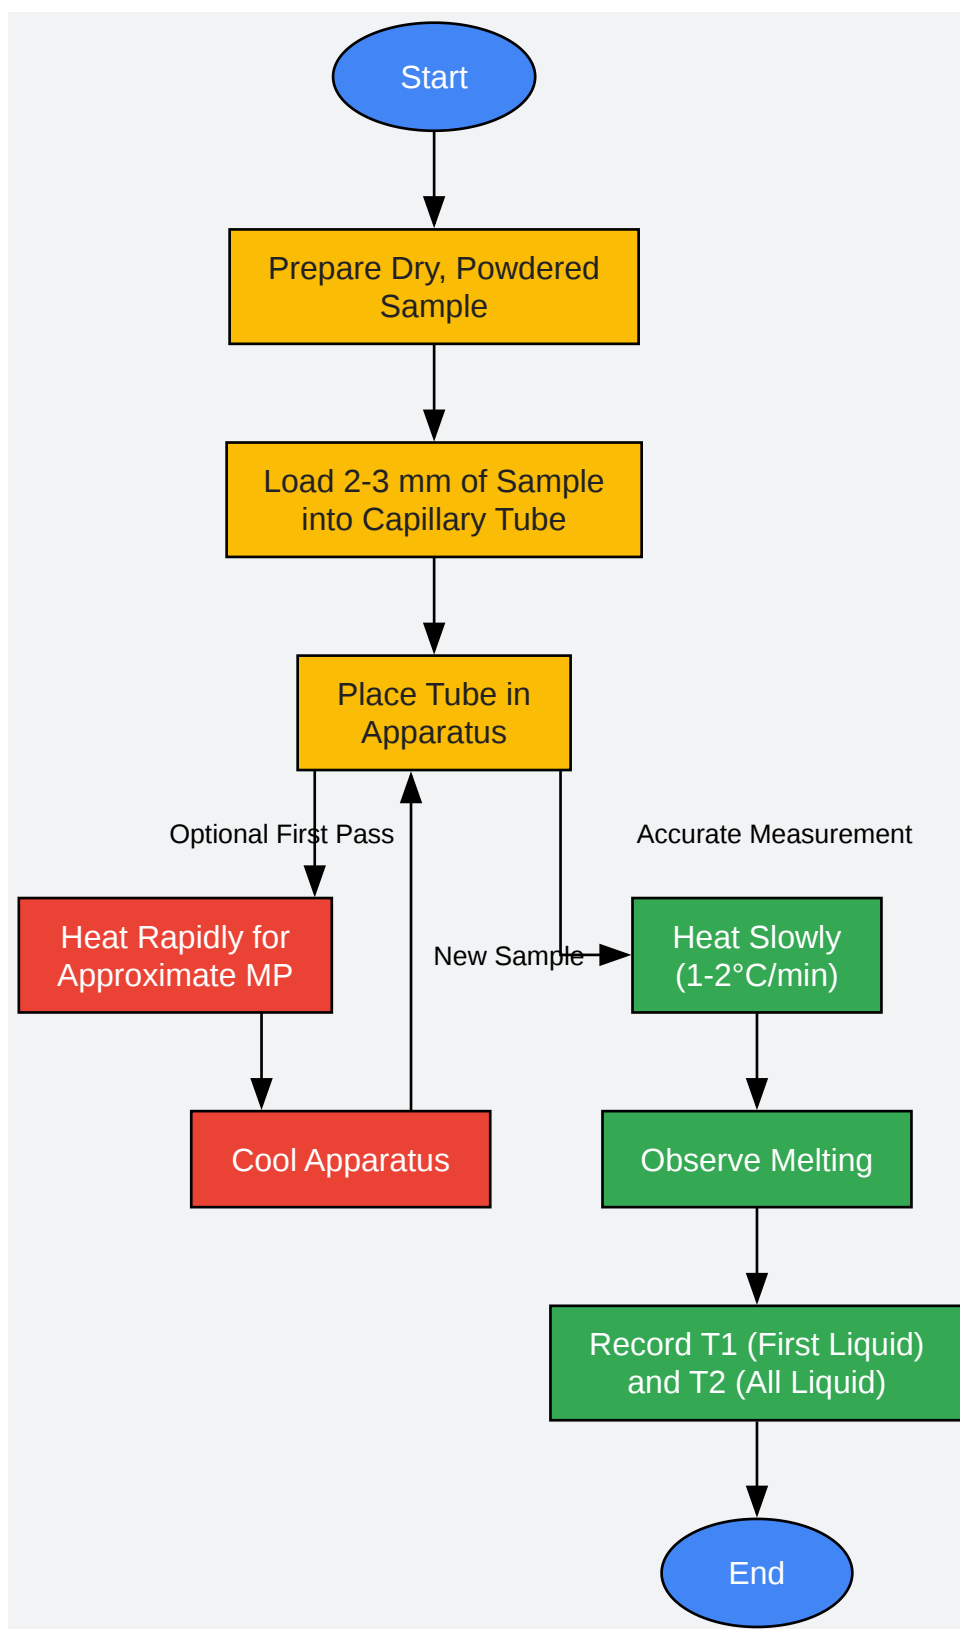 Start
Prepare Dry, Powdered
Sample
Load 2-3 mm of Sample
into Capillary Tube
Place Tube in
Apparatus
Optional First Pass
Accurate Measurement
Heat Rapidly for
Approximate MP
New Sample
Heat Slowly
(1-2°C/min)
Cool Apparatus
Observe Melting
Record T1 (First Liquid)
and T2 (All Liquid)
End